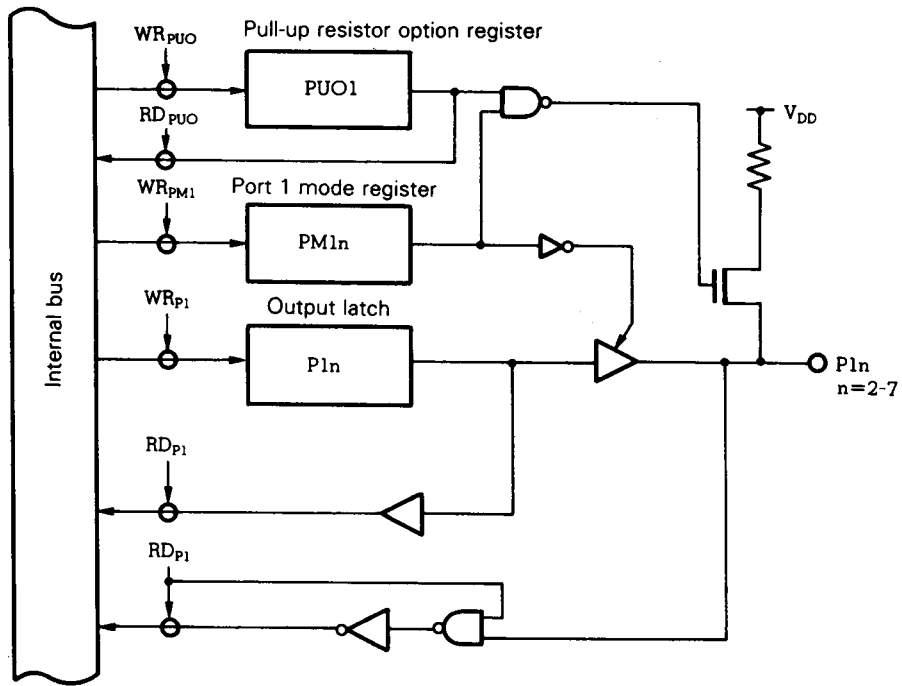 Pull-up resistor option register
WR_PUO
PUO1
RD_PUO
V_DD
Port 1 mode register
WR_PM1
PM1n
Output latch
WR_P1
P1n
P1n
n=2-7
Internal bus
RD_P1
RD_P1